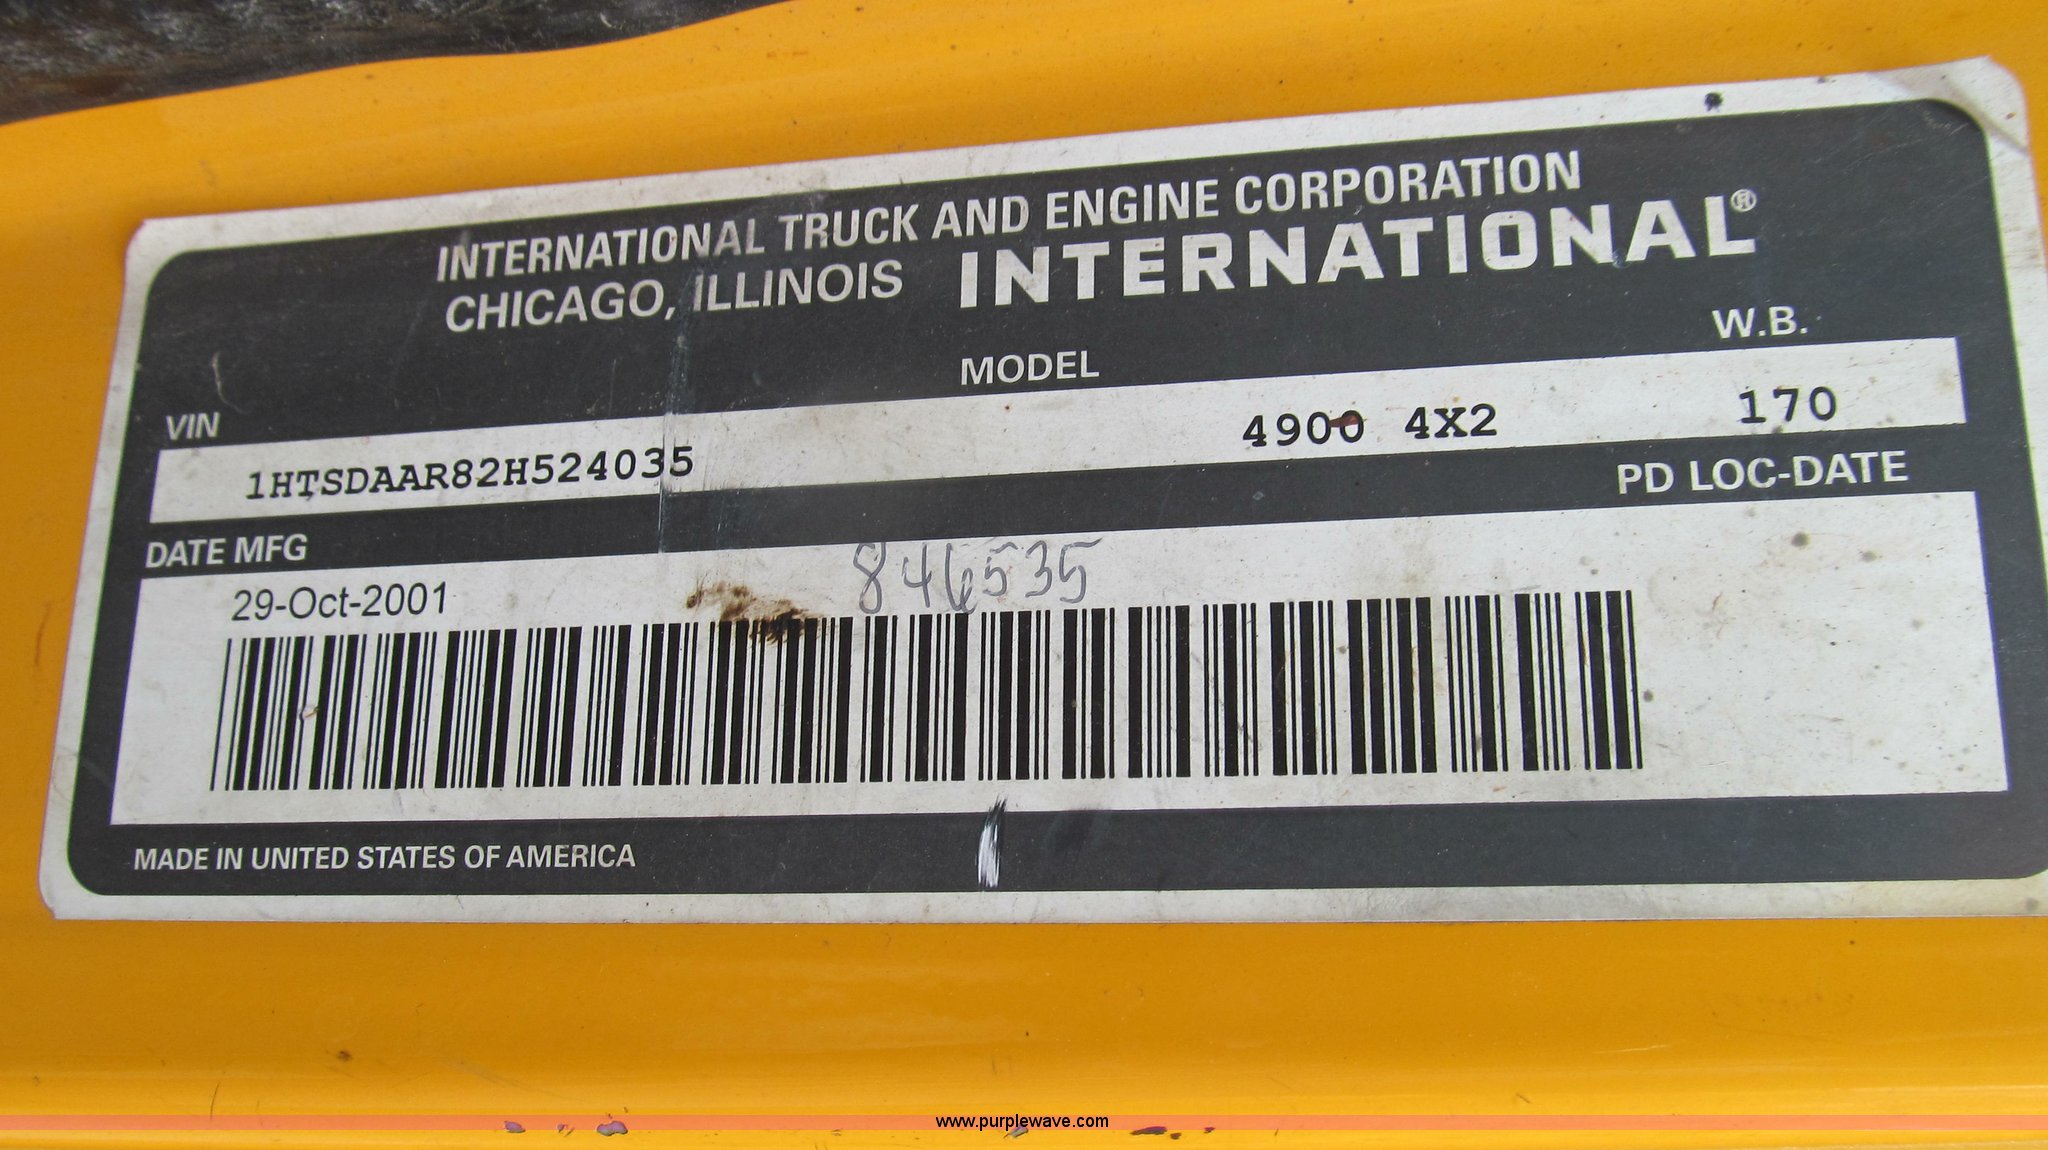 INTERNATIONAL TRUCK AND ENGINE CORPORATION
CHICAGO, ILLINOIS INTERNATIONAL®
VIN MODEL W.B.
1HTSDAAR82H524035 4900 4X2 170
DATE MFG PD LOC-DATE
29-Oct-2001 846535
MADE IN UNITED STATES OF AMERICA
www.purplewave.com